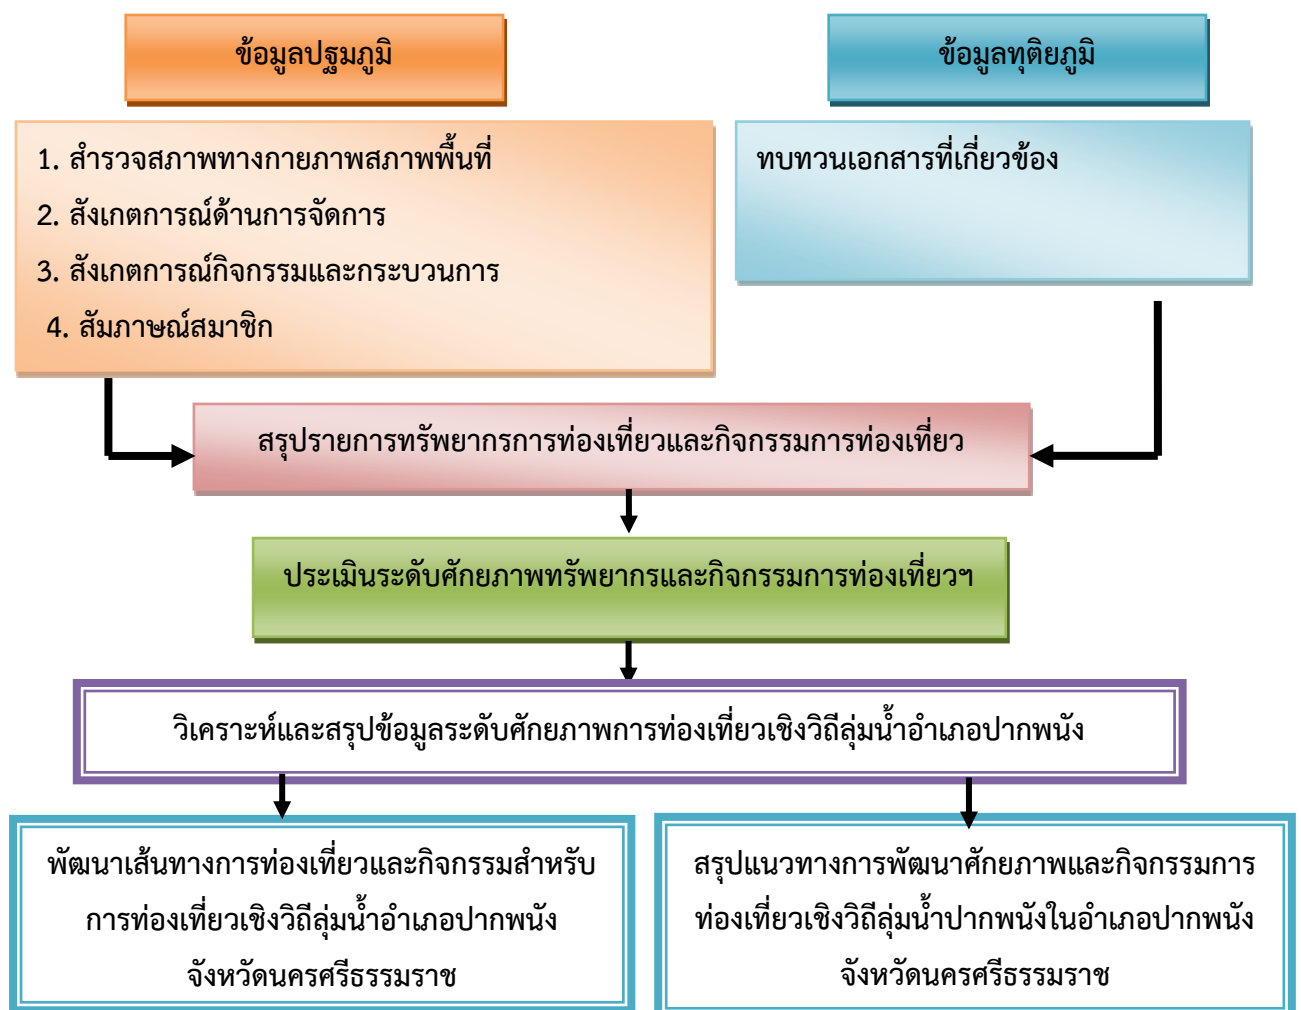 ข้อมูลปฐมภูมิ
ข้อมูลทุติยภูมิ
1. สำรวจสภาพทางกายภาพสภาพพื้นที่
2. สังเกตการณ์ด้านการจัดการ
3. สังเกตการณ์กิจกรรมและกระบวนการ
4. สัมภาษณ์สมาชิก
ทบทวนเอกสารที่เกี่ยวข้อง
สรุปรายการทรัพยากรการท่องเที่ยวและกิจกรรมการท่องเที่ยว
ประเมินระดับศักยภาพทรัพยากรและกิจกรรมการท่องเที่ยวฯ
วิเคราะห์และสรุปข้อมูลระดับศักยภาพการท่องเที่ยวเชิงวิถีลุ่มน้ำอำเภอปากพนัง
พัฒนาเส้นทางการท่องเที่ยวและกิจกรรมสำหรับ
การท่องเที่ยวเชิงวิถีลุ่มน้ำอำเภอปากพนัง
จังหวัดนครศรีธรรมราช
สรุปแนวทางการพัฒนาศักยภาพและกิจกรรมการ
ท่องเที่ยวเชิงวิถีลุ่มน้ำปากพนังในอำเภอปากพนัง
จังหวัดนครศรีธรรมราช